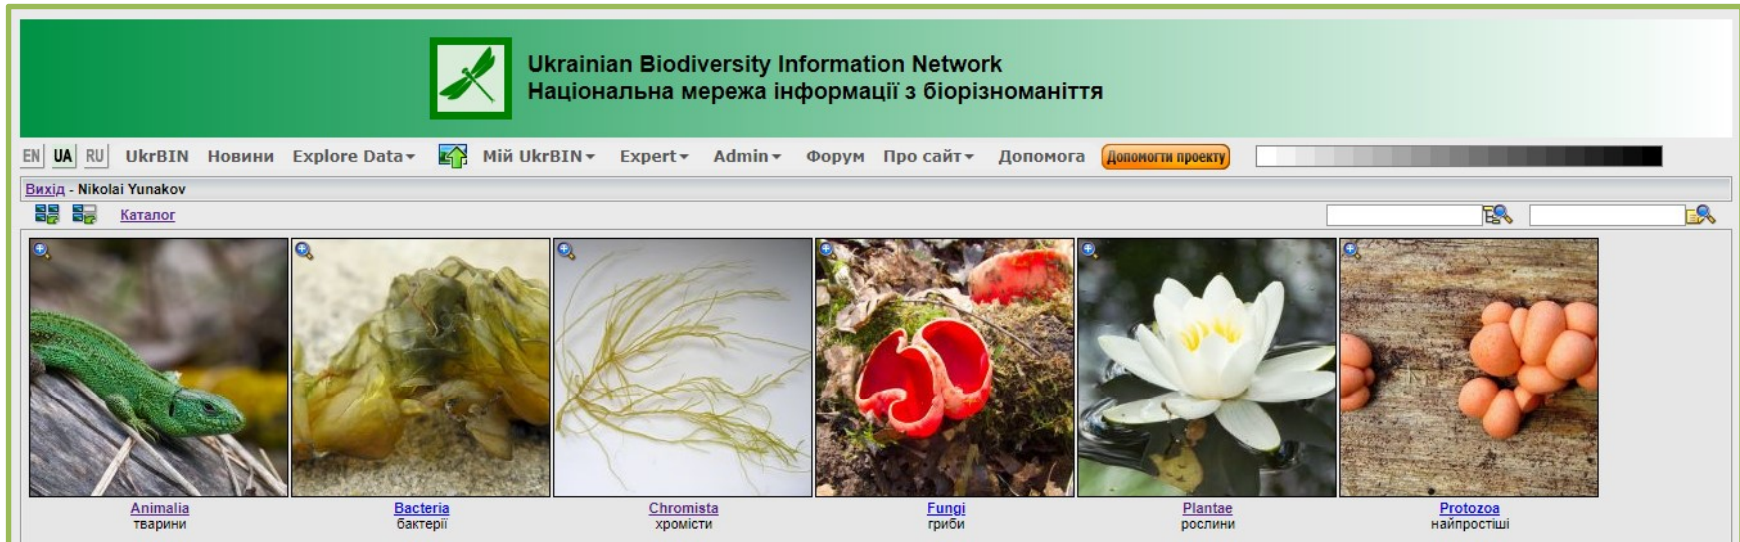 Ukrainian Biodiversity Information Network
Національна мережа інформації з біорізноманіття
EN UA RU UkrBIN Новини Explore Data Мій UkrBIN Expert Admin Форум Про сайт Допомога Допомогти проекту
Вихід - Nikolai Yunakov
Каталог
Animalia Bacteria Chromista Fungi Plantae Protozoa
тварини бактерії хромісти гриби рослини найпростіші